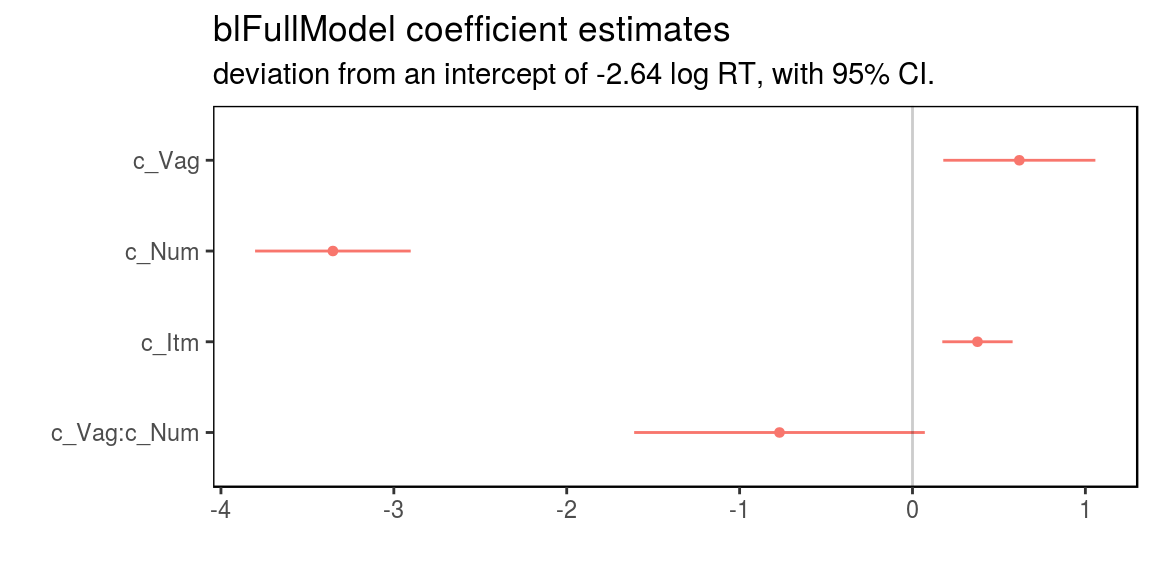 blFullModel coefficient estimates
deviation from an intercept of -2.64 log RT, with 95% CI.
c_Vag
c_Num
c_Itm
c_Vag:c_Num
-4 -3 -2 -1 0 1